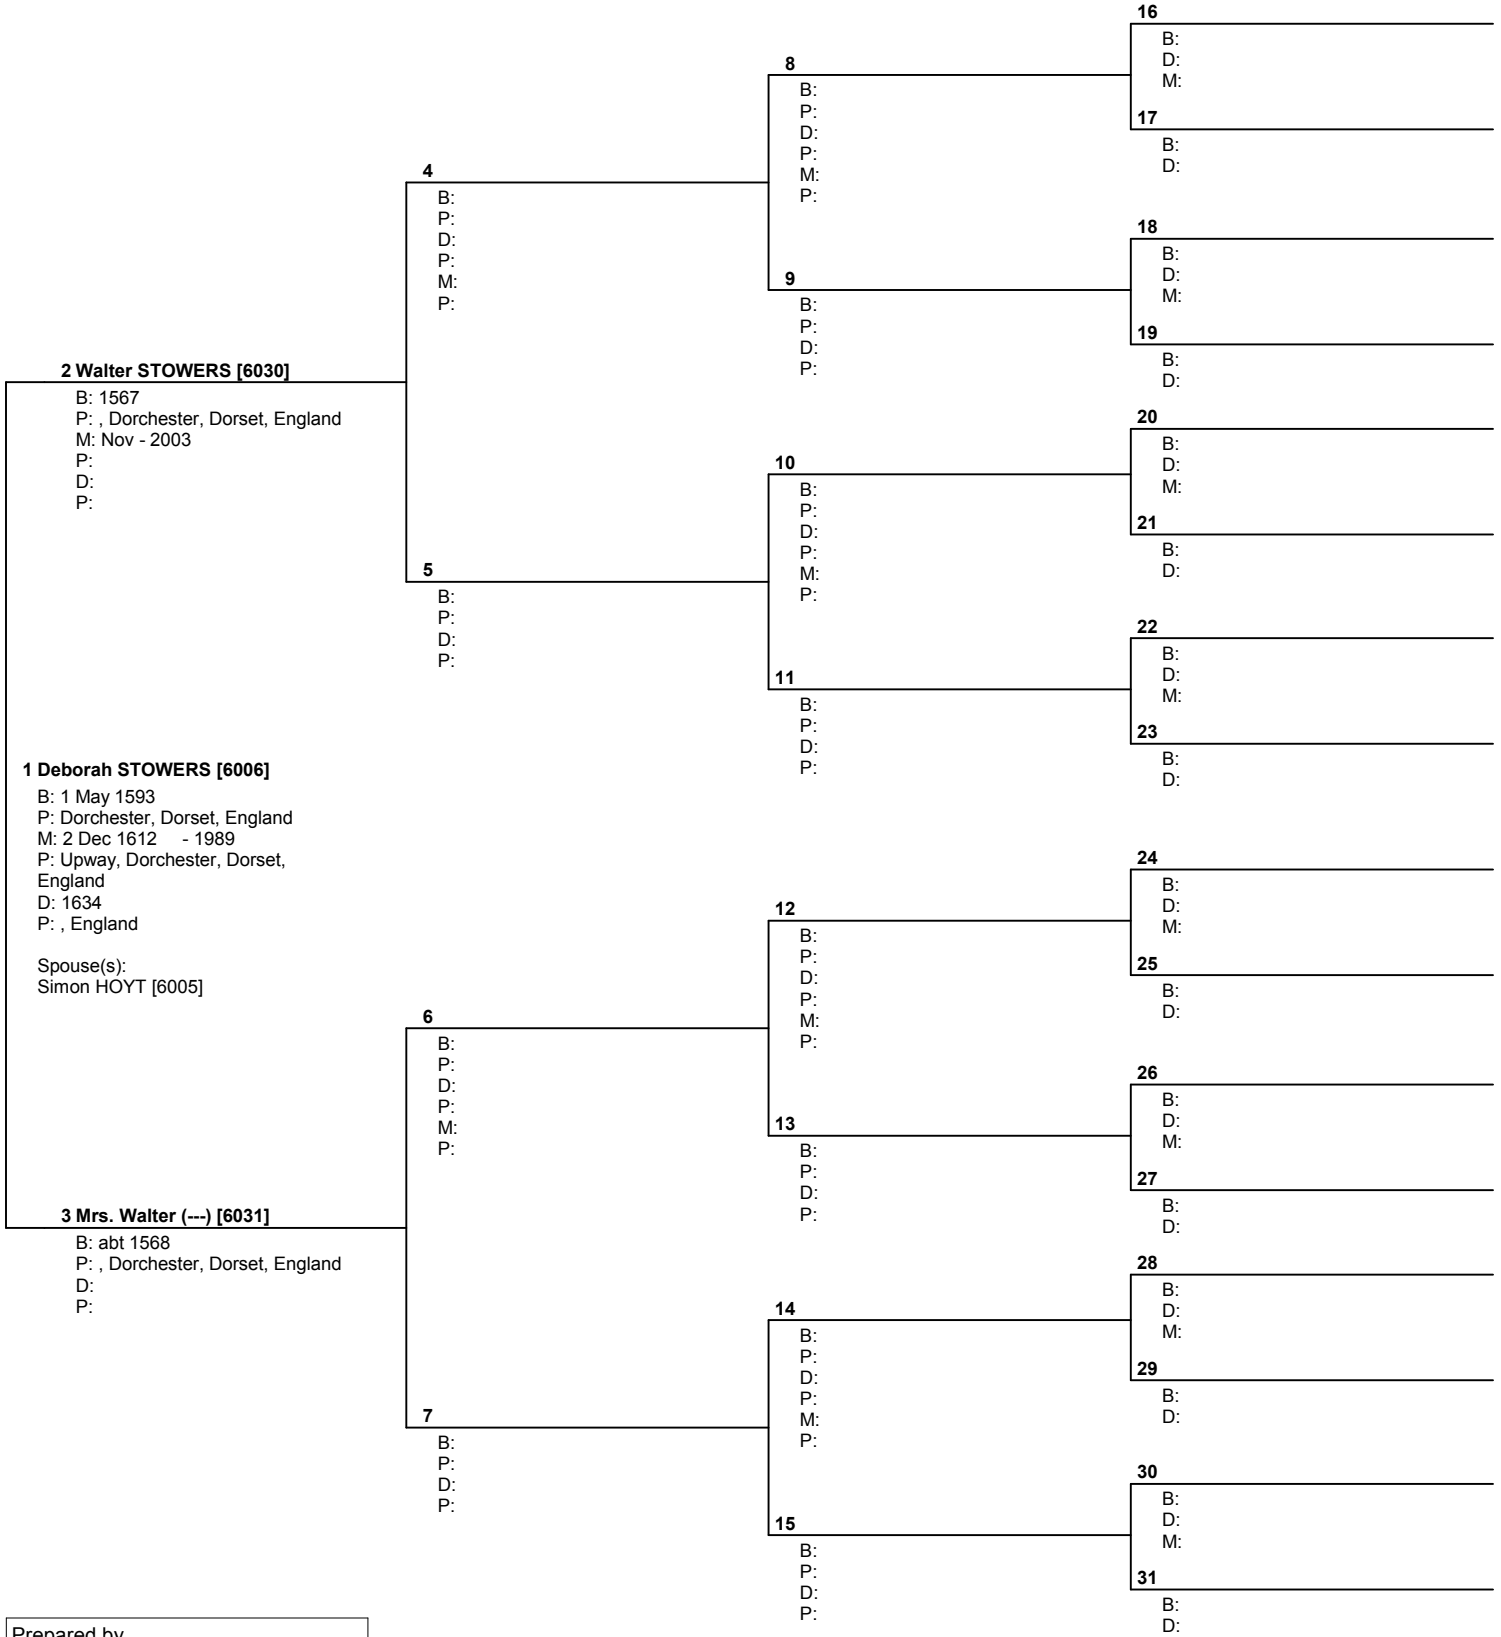 16
B:
D:
M:
8
B:
P:
D:
P:
M:
P:
17
B:
D:
4
B:
P:
D:
P:
M:
P:
18
B:
D:
M:
9
B:
P:
D:
P:
19
B:
D:
2 Walter STOWERS [6030]
B: 1567
P: , Dorchester, Dorset, England
M: Nov - 2003
P:
D:
P:
20
B:
D:
M:
10
B:
P:
D:
P:
M:
P:
21
B:
D:
5
B:
P:
D:
P:
22
B:
D:
M:
11
B:
P:
D:
P:
23
B:
D:
1 Deborah STOWERS [6006]
B: 1 May 1593
P: Dorchester, Dorset, England
M: 2 Dec 1612 - 1989
P: Upway, Dorchester, Dorset,
England
D: 1634
P: , England
Spouse(s):
Simon HOYT [6005]
24
B:
D:
M:
12
B:
P:
D:
P:
M:
P:
25
B:
D:
6
B:
P:
D:
P:
M:
P:
26
B:
D:
M:
13
B:
P:
D:
P:
27
B:
D:
3 Mrs. Walter (---) [6031]
B: abt 1568
P: , Dorchester, Dorset, England
D:
P:
28
B:
D:
M:
14
B:
P:
D:
P:
M:
P:
29
B:
D:
7
B:
P:
D:
P:
30
B:
D:
M:
15
B:
P:
D:
P:
31
B:
D:
Prepared by